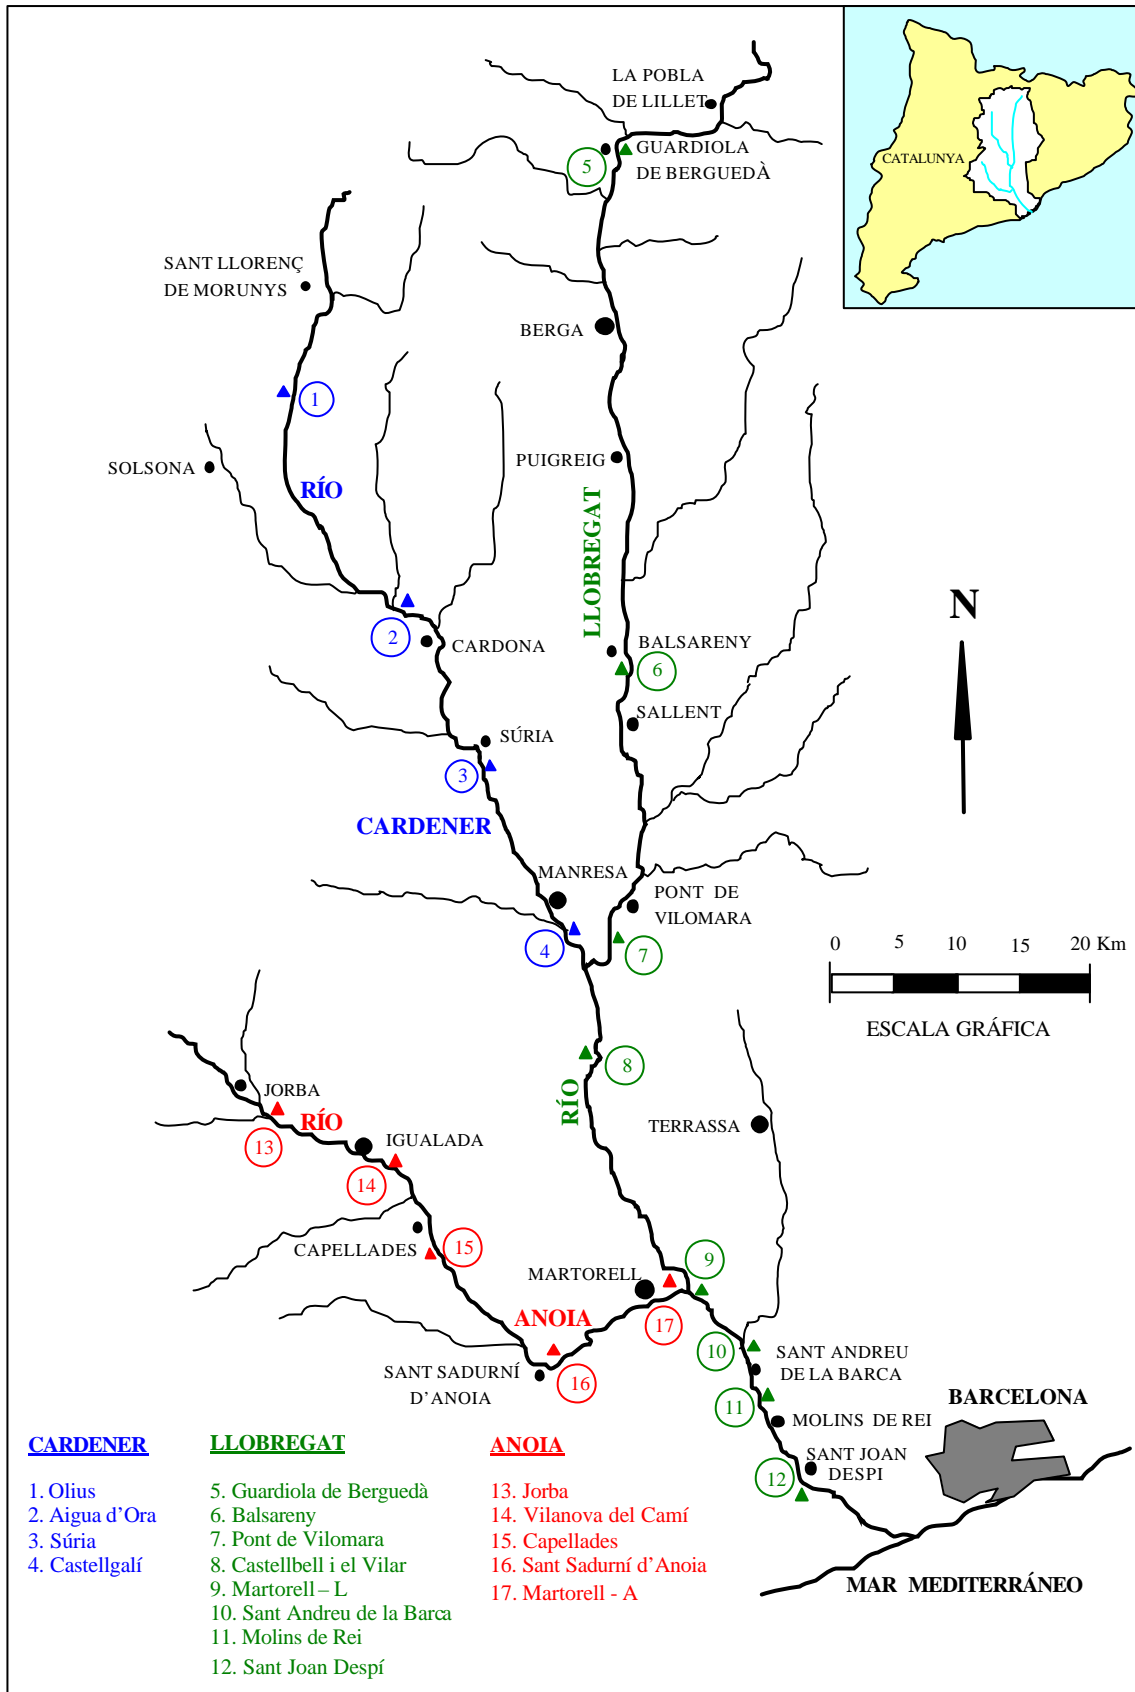 LA POBLA
DE LILLET
GUARDIOLA
DE BERGUEDÀ
5
CATALUNYA
SANT LLORENÇ
DE MORUNYS
BERGA
1
SOLSONA
RÍO
PUIGREIG
LLOBREGAT
N
2
CARDONA
BALSARENY
6
SALLENT
SÚRIA
3
CARDENER
MANRESA
PONT DE
VILOMARA
4
7
0 5 10 15 20 Km
ESCALA GRÁFICA
8
RÍO
JORBA
RÍO
13
IGUALADA
14
TERRASSA
CAPELLADES
15
9
MARTORELL
ANOIA
17
10
SANT ANDREU
DE LA BARCA
SANT SADURNÍ
D’ANOIA
16
11
MOLINS DE REI
BARCELONA
SANT JOAN
DESPI
12
MAR MEDITERRÁNEO
CARDENER
1. Olius
2. Aigua d’Ora
3. Súria
4. Castellgalí
LLOBREGAT
5. Guardiola de Berguedà
6. Balsareny
7. Pont de Vilomara
8. Castellbell i el Vilar
9. Martorell – L
10. Sant Andreu de la Barca
11. Molins de Rei
12. Sant Joan Despí
ANOIA
13. Jorba
14. Vilanova del Camí
15. Capellades
16. Sant Sadurní d’Anoia
17. Martorell - A